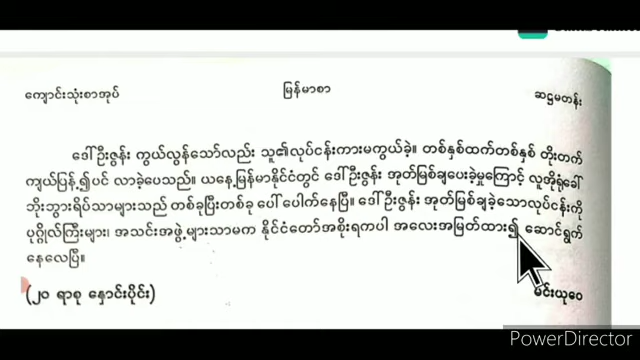 ကျောင်းသုံးစာအုပ် မြန်မာစာ ဆဋ္ဌမတန်း
ဒေါ်ဦးဇွန်း ကွယ်လွန်သော်လည်း သူ၏လုပ်ငန်းကားမကွယ်ခဲ့။ တစ်နှစ်ထက်တစ်နှစ် တိုးတက်
ကျယ်ပြန့်၍ပင် လာခဲ့ပေသည်။ ယနေ့မြန်မာနိုင်ငံတွင် ဒေါ်ဦးဇွန်း အုတ်မြစ်ချပေးခဲ့မှုကြောင့် လူအိုရုံခေါ်
ဘိုးဘွားရိပ်သာများသည် တစ်ခုပြီးတစ်ခု ပေါ်ပေါက်နေပြီ။ ဒေါ်ဦးဇွန်း အုတ်မြစ်ချခဲ့သောလုပ်ငန်းကို
ပုဂ္ဂိုလ်ကြီးများ၊ အသင်းအဖွဲ့များသာမက နိုင်ငံတော်အစိုးရကပါ အလေးအမြတ်ထား၍ ဆောင်ရွက်
နေလေပြီ။
(၂၀ ရာစု နှောင်းပိုင်း) မင်းယုဝေ
PowerDirector